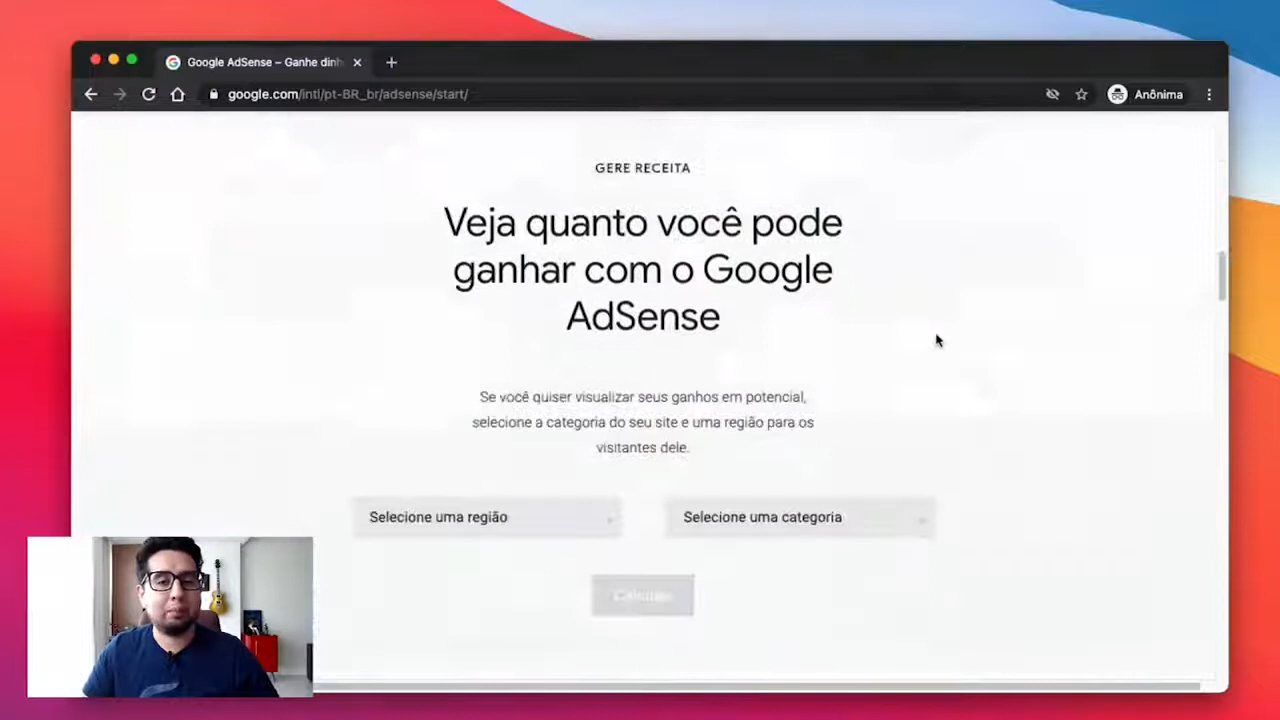 Google AdSense – Ganhe dinh
google.com/intl/pt-BR_br/adsense/start/
Anônima
GERE RECEITA
Veja quanto você pode
ganhar com o Google
AdSense
Se você quiser visualizar seus ganhos em potencial,
selecione a categoria do seu site e uma região para os
visitantes dele.
Selecione uma região
Selecione uma categoria